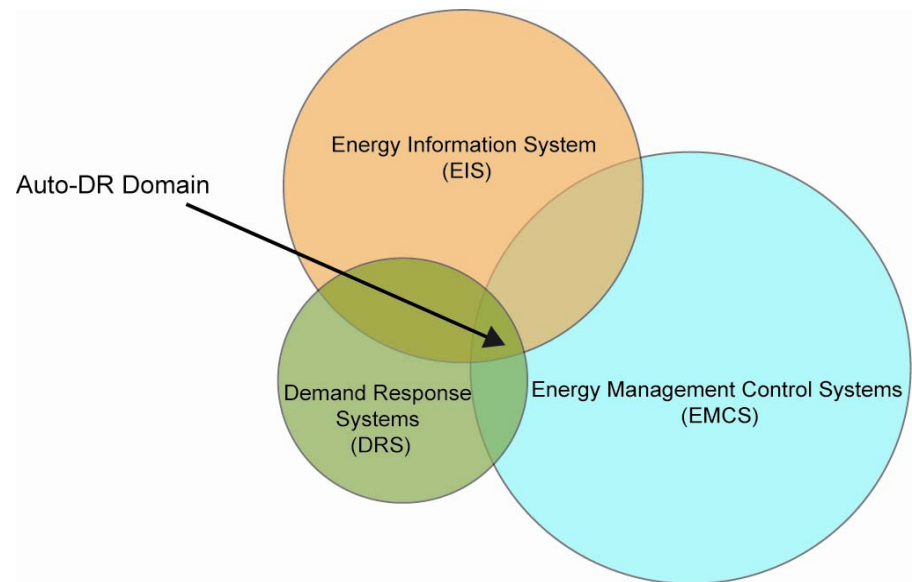 Energy Information System
(EIS)
Auto-DR Domain
Demand Response
Systems
(DRS)
Energy Management Control Systems
(EMCS)